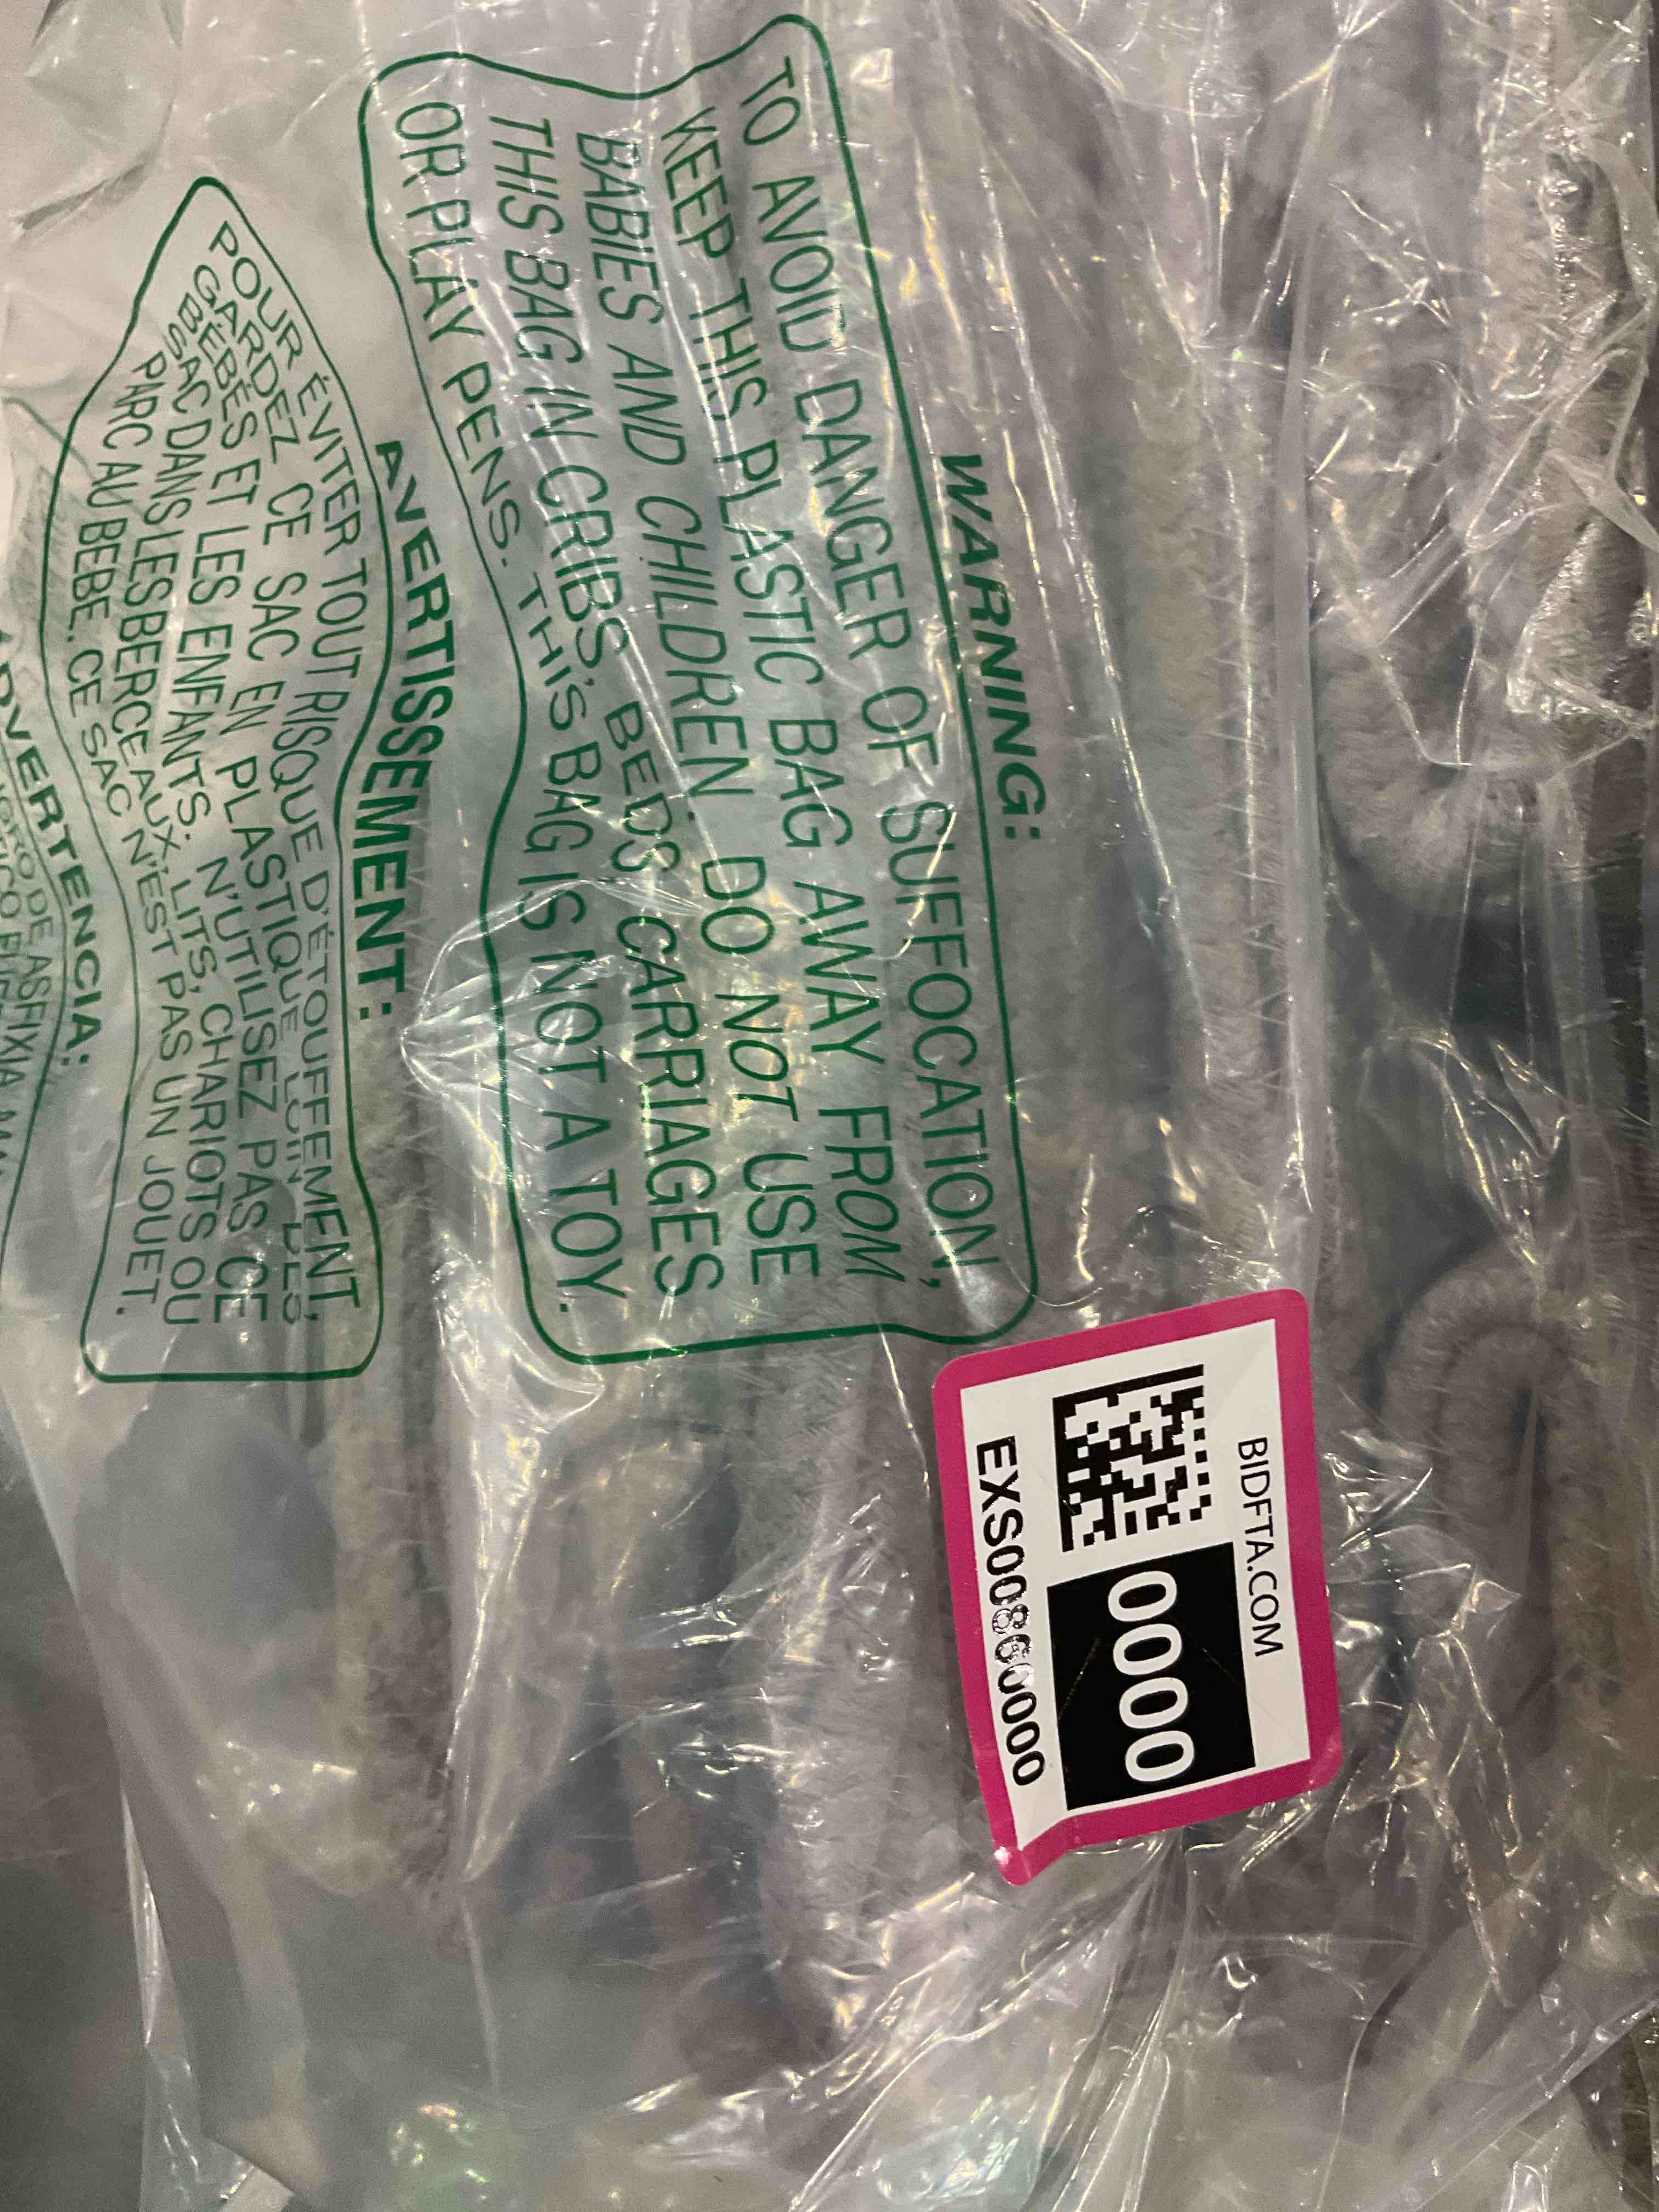 WARNING:
TO AVOID DANGER OF SUFFOCATION,
KEEP THIS PLASTIC BAG AWAY FROM
BABIES AND CHILDREN. DO NOT USE
THIS BAG IN CRIBS, BEDS, CARRIAGES
OR PLAY PENS. THIS BAG IS NOT A TOY.
AVERTISSEMENT:
POUR ÉVITER TOUT RISQUE D'ÉTOUFFEMENT,
GARDEZ CE SAC EN PLASTIQUE LOIN DES
BÉBÉS ET LES ENFANTS. N'UTILISEZ PAS CE
SAC DANS LES BERCEAUX, LITS, CHARIOTS OU
PARC AU BEBE. CE SAC N'EST PAS UN JOUET.
ADVERTENCIA:
DE ASFIXIA
BIDFTA.COM
0000
EXS00860000